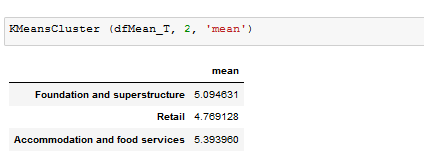 KMeansCluster (dfMean_T, 2, 'mean')
mean
Foundation and superstructure 5.094631
Retail 4.769128
Accommodation and food services 5.393960